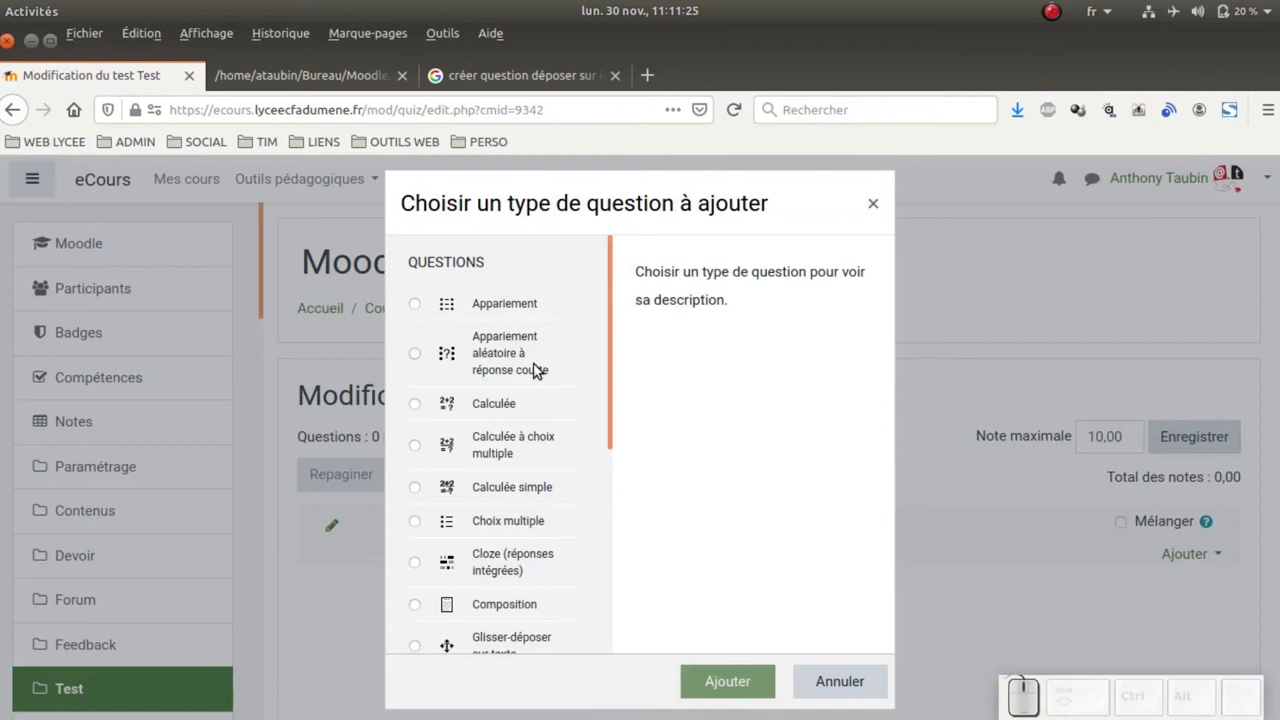 Activités
lun. 30 nov., 11:11:25
fr
20 %
Fichier Édition Affichage Historique Marque-pages Outils Aide
Modification du test Test
/home/ataubin/Bureau/Moodle.
créer question déposer sur i
https://ecours.lyceecfadumene.fr/mod/quiz/edit.php?cmid=9342
Rechercher
WEB LYCEE ADMIN SOCIAL TIM LIENS OUTILS WEB PERSO
eCours Mes cours Outils pédagogiques
Anthony Taubin
Moodle
Participants
Badges
Compétences
Notes
Paramétrage
Contenus
Devoir
Forum
Feedback
Test
Accueil / Cou
Questions : 0
Repaginer
Choisir un type de question à ajouter
QUESTIONS
Appariement
Appariement
aléatoire à
réponse courte
Calculée
Calculée à choix
multiple
Calculée simple
Choix multiple
Cloze (réponses
intégrées)
Composition
Glisser-déposer
sur texte
Choisir un type de question pour voir
sa description.
Ajouter
Annuler
Note maximale 10,00 Enregistrer
Total des notes : 0,00
Mélanger
Ajouter
Ctrl
Alt